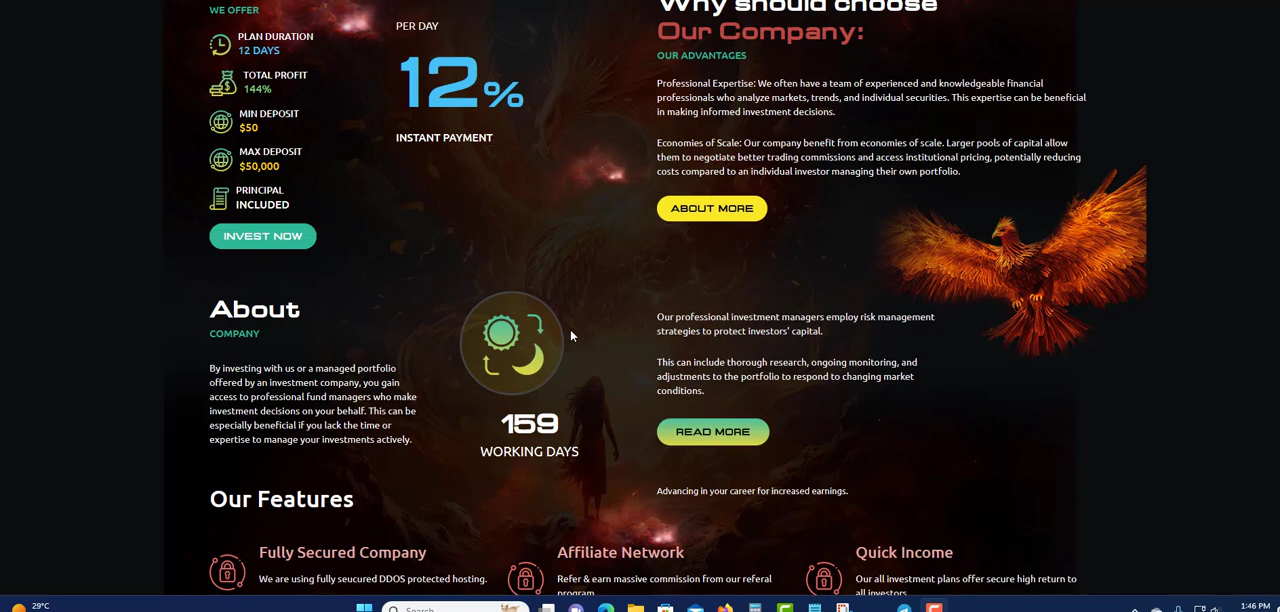 WE OFFER
PLAN DURATION
12 DAYS
TOTAL PROFIT
144%
MIN DEPOSIT
$50
MAX DEPOSIT
$50,000
PRINCIPAL
INCLUDED
INVEST NOW
PER DAY
12%
INSTANT PAYMENT
Why should choose
Our Company:
OUR ADVANTAGES
Professional Expertise: We often have a team of experienced and knowledgeable financial
professionals who analyze markets, trends, and individual securities. This expertise can be beneficial
in making informed investment decisions.
Economies of Scale: Our company benefit from economies of scale. Larger pools of capital allow
them to negotiate better trading commissions and access institutional pricing, potentially reducing
costs compared to an individual investor managing their own portfolio.
ABOUT MORE
About
COMPANY
By investing with us or a managed portfolio
offered by an investment company, you gain
access to professional fund managers who make
investment decisions on your behalf. This can be
especially beneficial if you lack the time or
expertise to manage your investments actively.
159
WORKING DAYS
Our professional investment managers employ risk management
strategies to protect investors' capital.
This can include thorough research, ongoing monitoring, and
adjustments to the portfolio to respond to changing market
conditions.
READ MORE
Our Features
Advancing in your career for increased earnings.
Fully Secured Company
We are using fully seucured DDOS protected hosting.
Affiliate Network
Refer & earn massive commission from our referal
program
Quick Income
Our all investment plans offer secure high return to
all investors
29°C
Search
1:46 PM